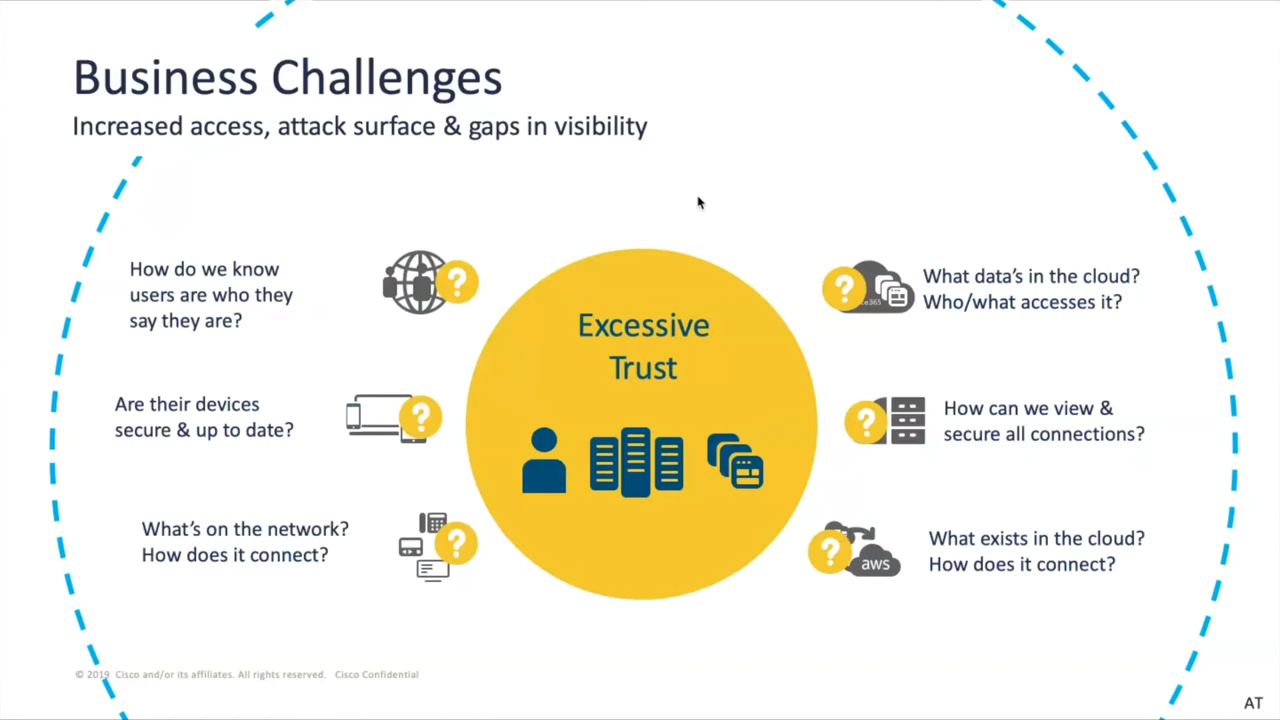 Business Challenges
Increased access, attack surface & gaps in visibility
How do we know
users are who they
say they are?
Are their devices
secure & up to date?
What's on the network?
How does it connect?
Excessive
Trust
e365
What data's in the cloud?
Who/what accesses it?
How can we view &
secure all connections?
aws
What exists in the cloud?
How does it connect?
© 2019 Cisco and/or its affiliates. All rights reserved. Cisco Confidential
AT